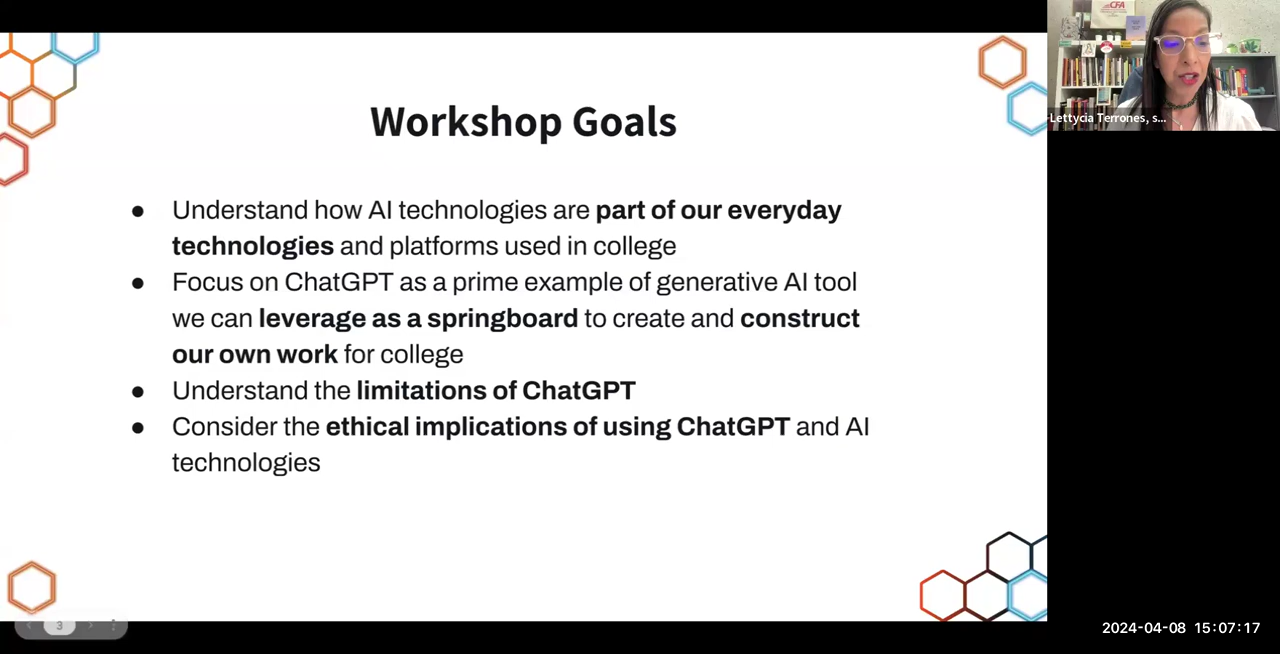 Workshop Goals
● Understand how AI technologies are part of our everyday
technologies and platforms used in college
● Focus on ChatGPT as a prime example of generative AI tool
we can leverage as a springboard to create and construct
our own work for college
● Understand the limitations of ChatGPT
● Consider the ethical implications of using ChatGPT and AI
technologies
CFA
Lettycia Terrones, s...
3
2024-04-08 15:07:17